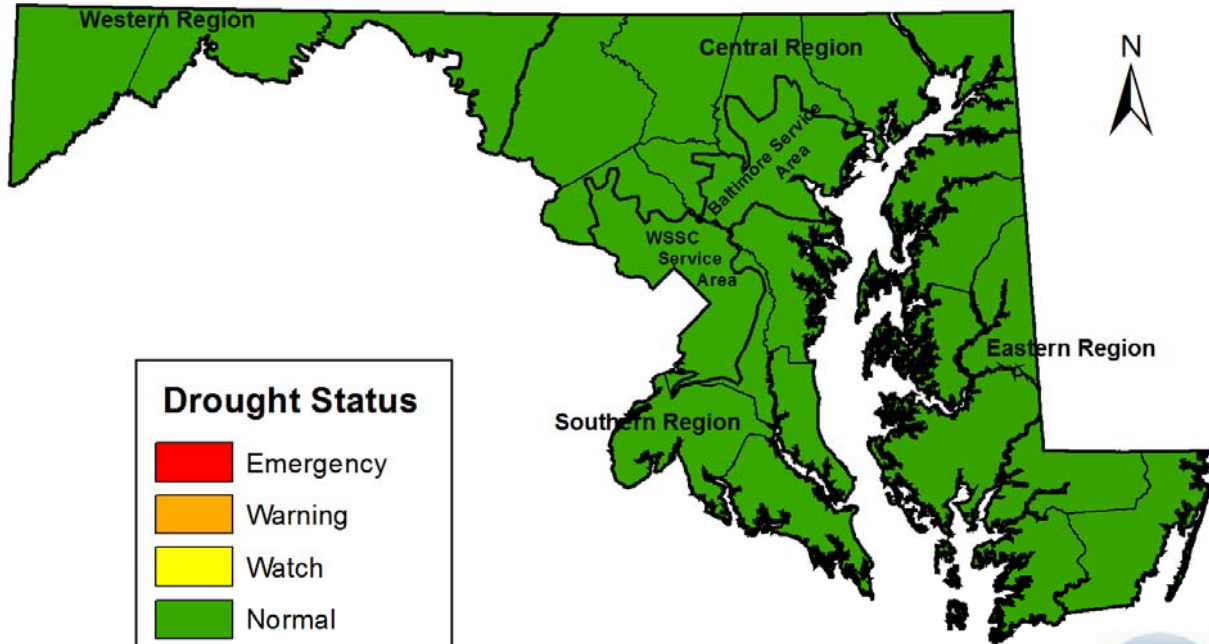 Western Region
Central Region
N
Baltimore Service
Area
WSSC
Service
Area
Eastern Region
Southern Region
Drought Status
Emergency
Warning
Watch
Normal